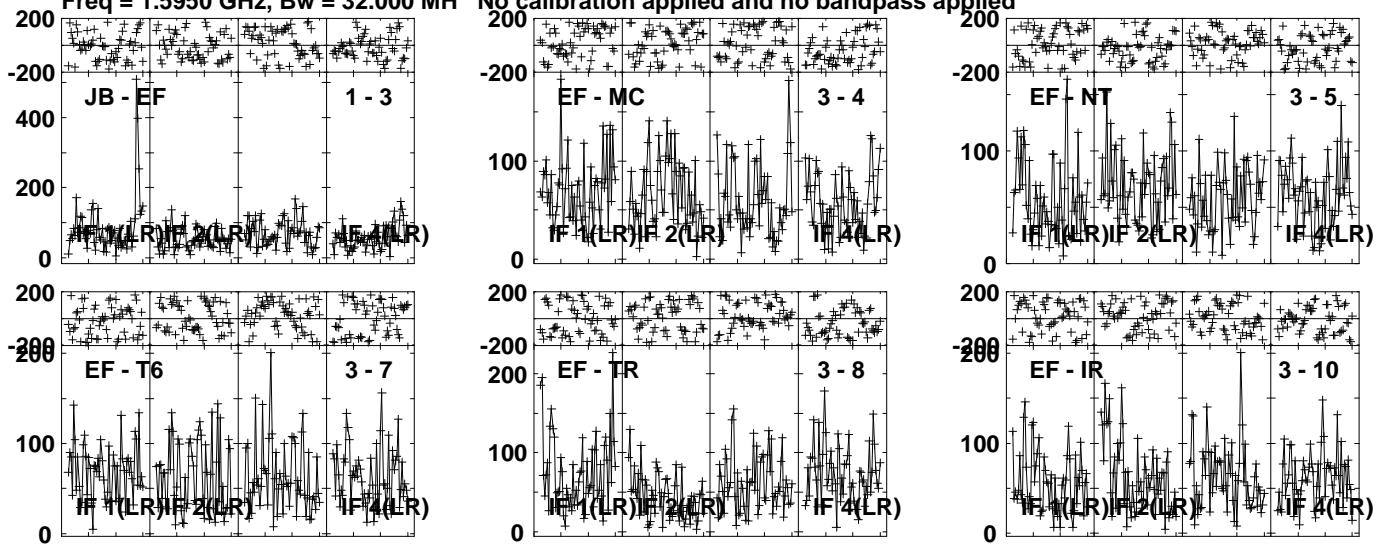 Freq = 1.5950 GHz, Bw = 32.000 MH No calibration applied and no bandpass applied
200
-200
JB - EF 1 - 3
400
200
0
IF 1(LR) IF 2(LR) IF 4(LR)
-200
EF - MC 3 - 4
100
0
IF 1(LR) IF 2(LR) IF 4(LR)
200
-200
EF - NT 3 - 5
100
0
IF 1(LR) IF 2(LR) IF 4(LR)
200
-200
200
EF - T6 3 - 7
100
0
IF 1(LR) IF 2(LR) IF 4(LR)
200
-200
200
EF - TR 3 - 8
100
0
IF 1(LR) IF 2(LR) IF 4(LR)
200
-200
200
EF - IR 3 - 10
100
0
IF 1(LR) IF 2(LR) IF 4(LR)